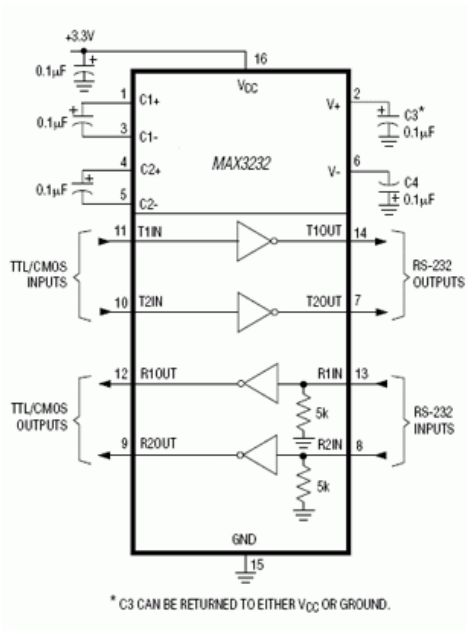 +3.3V
16
0.1µF
VCC
1
C1+
V+
2
0.1µF
C3*
0.1µF
3
C1-
4
C2+
MAX3232
V-
6
0.1µF
C4
0.1µF
5
C2-
11
T1IN
T1OUT
14
TTL/CMOS
INPUTS
RS-232
OUTPUTS
10
T2IN
T2OUT
7
12
R1OUT
R1IN
13
5k
TTL/CMOS
OUTPUTS
RS-232
INPUTS
9
R2OUT
R2IN
8
5k
GND
15
* C3 CAN BE RETURNED TO EITHER VCC OR GROUND.